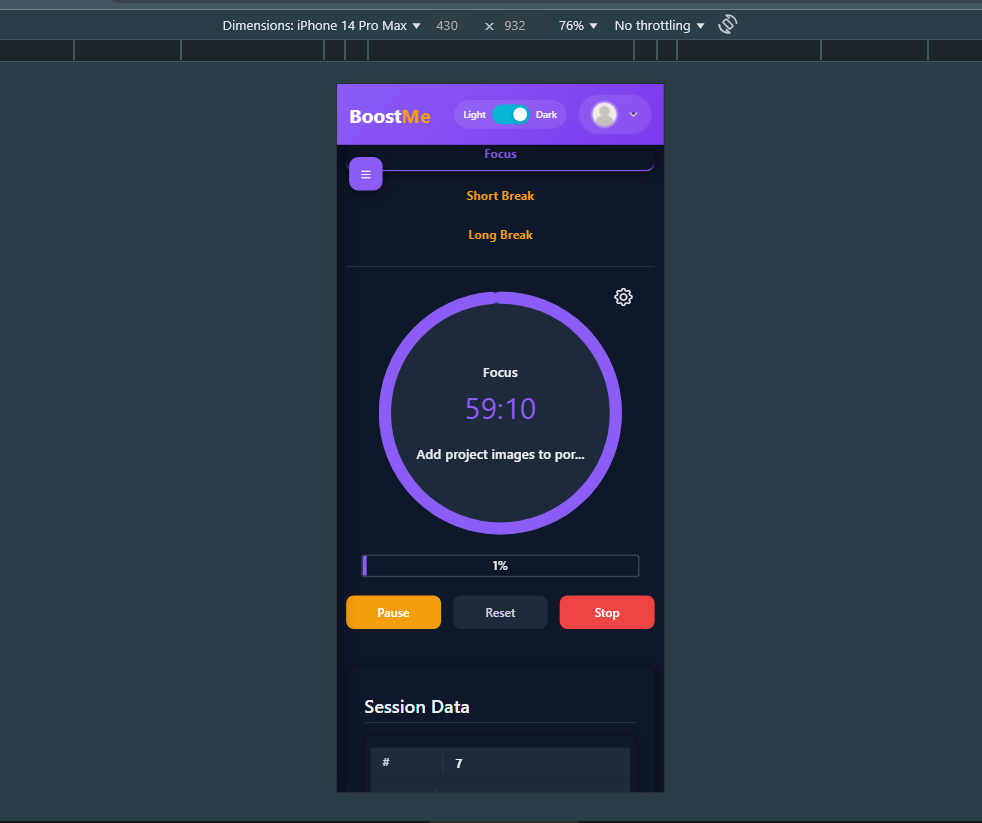 Dimensions: iPhone 14 Pro Max 430 × 932 76% No throttling
BoostMe Light Dark
Focus
Short Break
Long Break
Focus
59:10
Add project images to por...
1%
Pause Reset Stop
Session Data
# 7